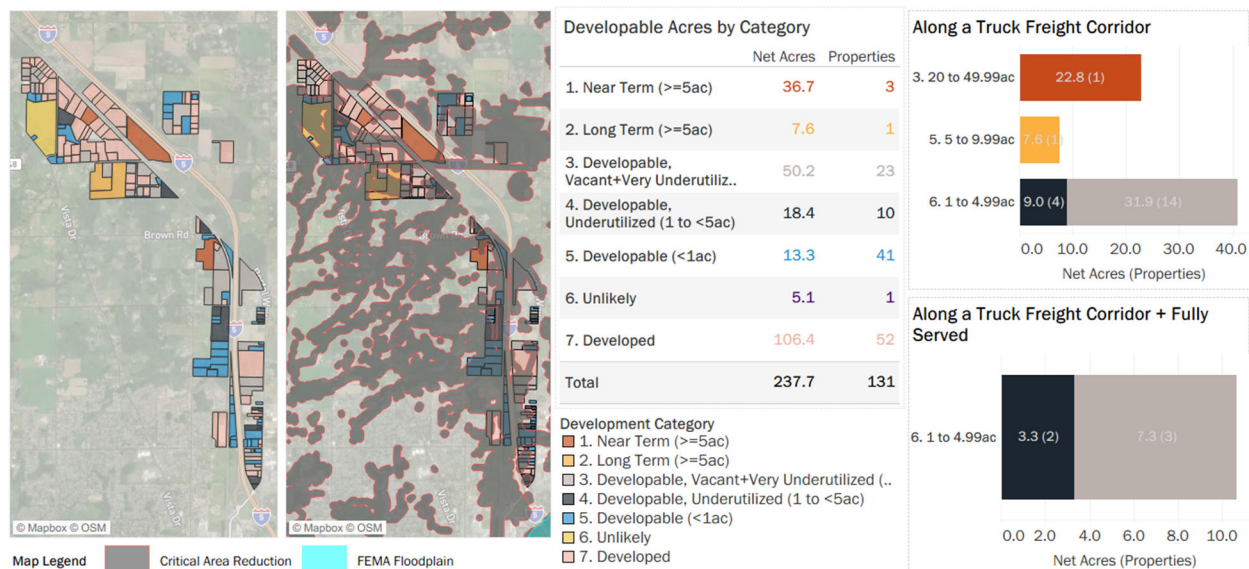 5
5
Vista Dr
Brown Rd
5
5
Vista Dr
5
© Mapbox © OSM
5
5
5
© Mapbox © OSM
Map Legend
Critical Area Reduction
FEMA Floodplain
Developable Acres by Category
Net Acres Properties
1. Near Term (>=5ac) 36.7 3
2. Long Term (>=5ac) 7.6 1
3. Developable,
Vacant+Very Underutiliz.. 50.2 23
4. Developable,
Underutilized (1 to <5ac) 18.4 10
5. Developable (<1ac) 13.3 41
6. Unlikely 5.1 1
7. Developed 106.4 52
Total 237.7 131
Development Category
1. Near Term (>=5ac)
2. Long Term (>=5ac)
3. Developable, Vacant+Very Underutilized (..
4. Developable, Underutilized (1 to <5ac)
5. Developable (<1ac)
6. Unlikely
7. Developed
Along a Truck Freight Corridor
3. 20 to 49.99ac 22.8 (1)
5. 5 to 9.99ac 7.6 (1)
6. 1 to 4.99ac 9.0 (4) 31.9 (14)
0.0 10.0 20.0 30.0 40.0
Net Acres (Properties)
Along a Truck Freight Corridor + Fully
Served
6. 1 to 4.99ac 3.3 (2) 7.3 (3)
0.0 2.0 4.0 6.0 8.0 10.0
Net Acres (Properties)